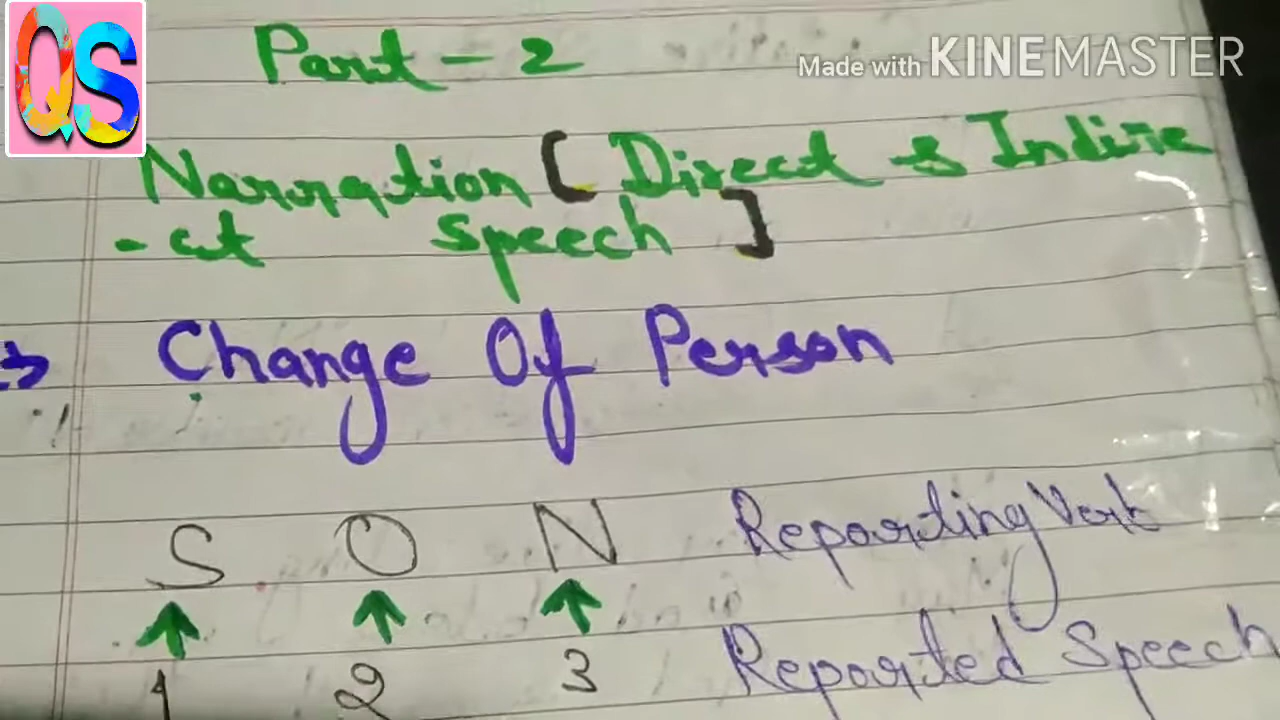 QS
Made with KINEMASTER
Part - 2
Narration [ Direct & Indire
-ct speech ]
⇒ Change Of Person
S O N Reporting Verb
↑ ↑ ↑
1 2 3 Reported Speech